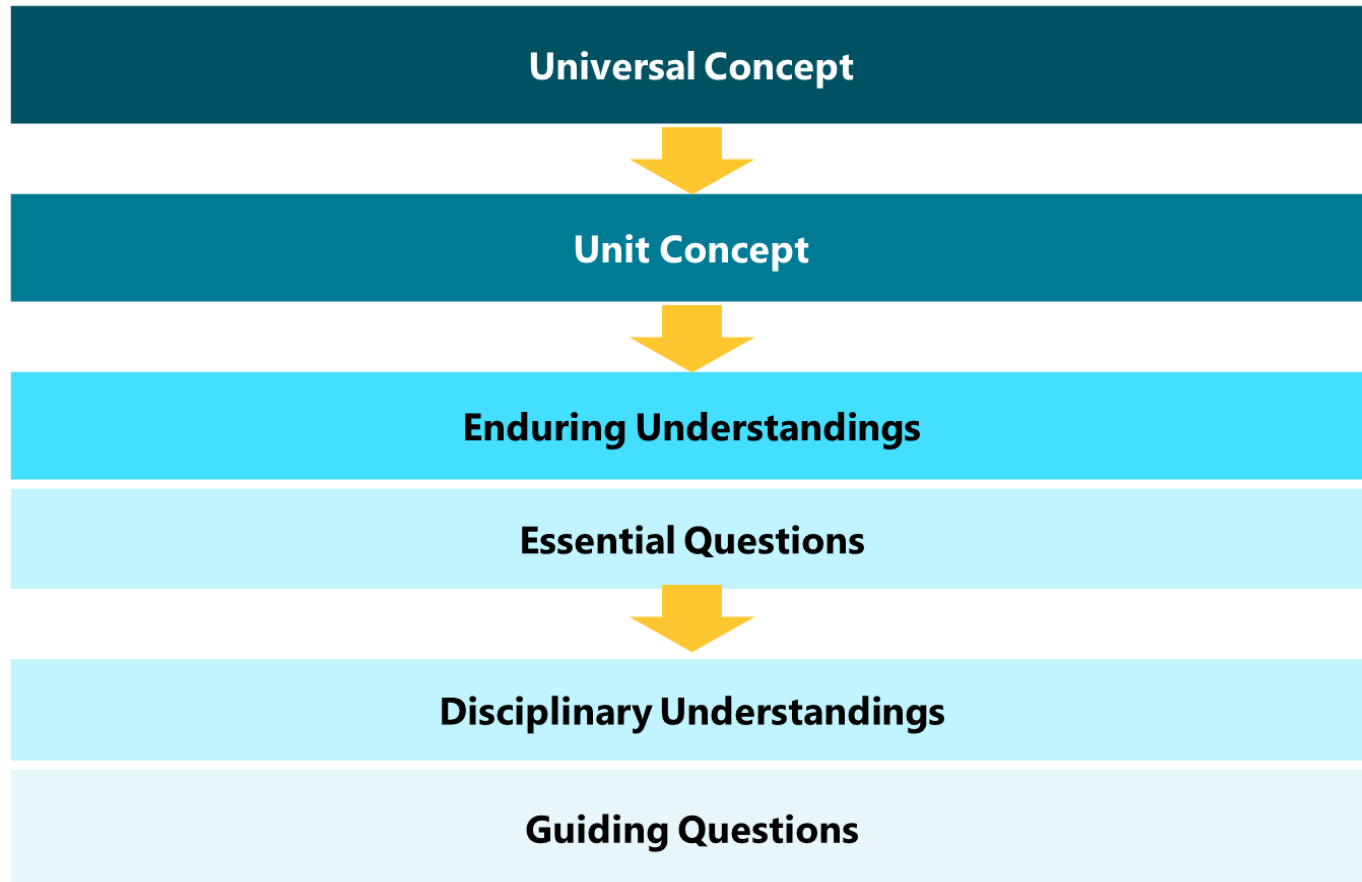 Universal Concept
Unit Concept
Enduring Understandings
Essential Questions
Disciplinary Understandings
Guiding Questions